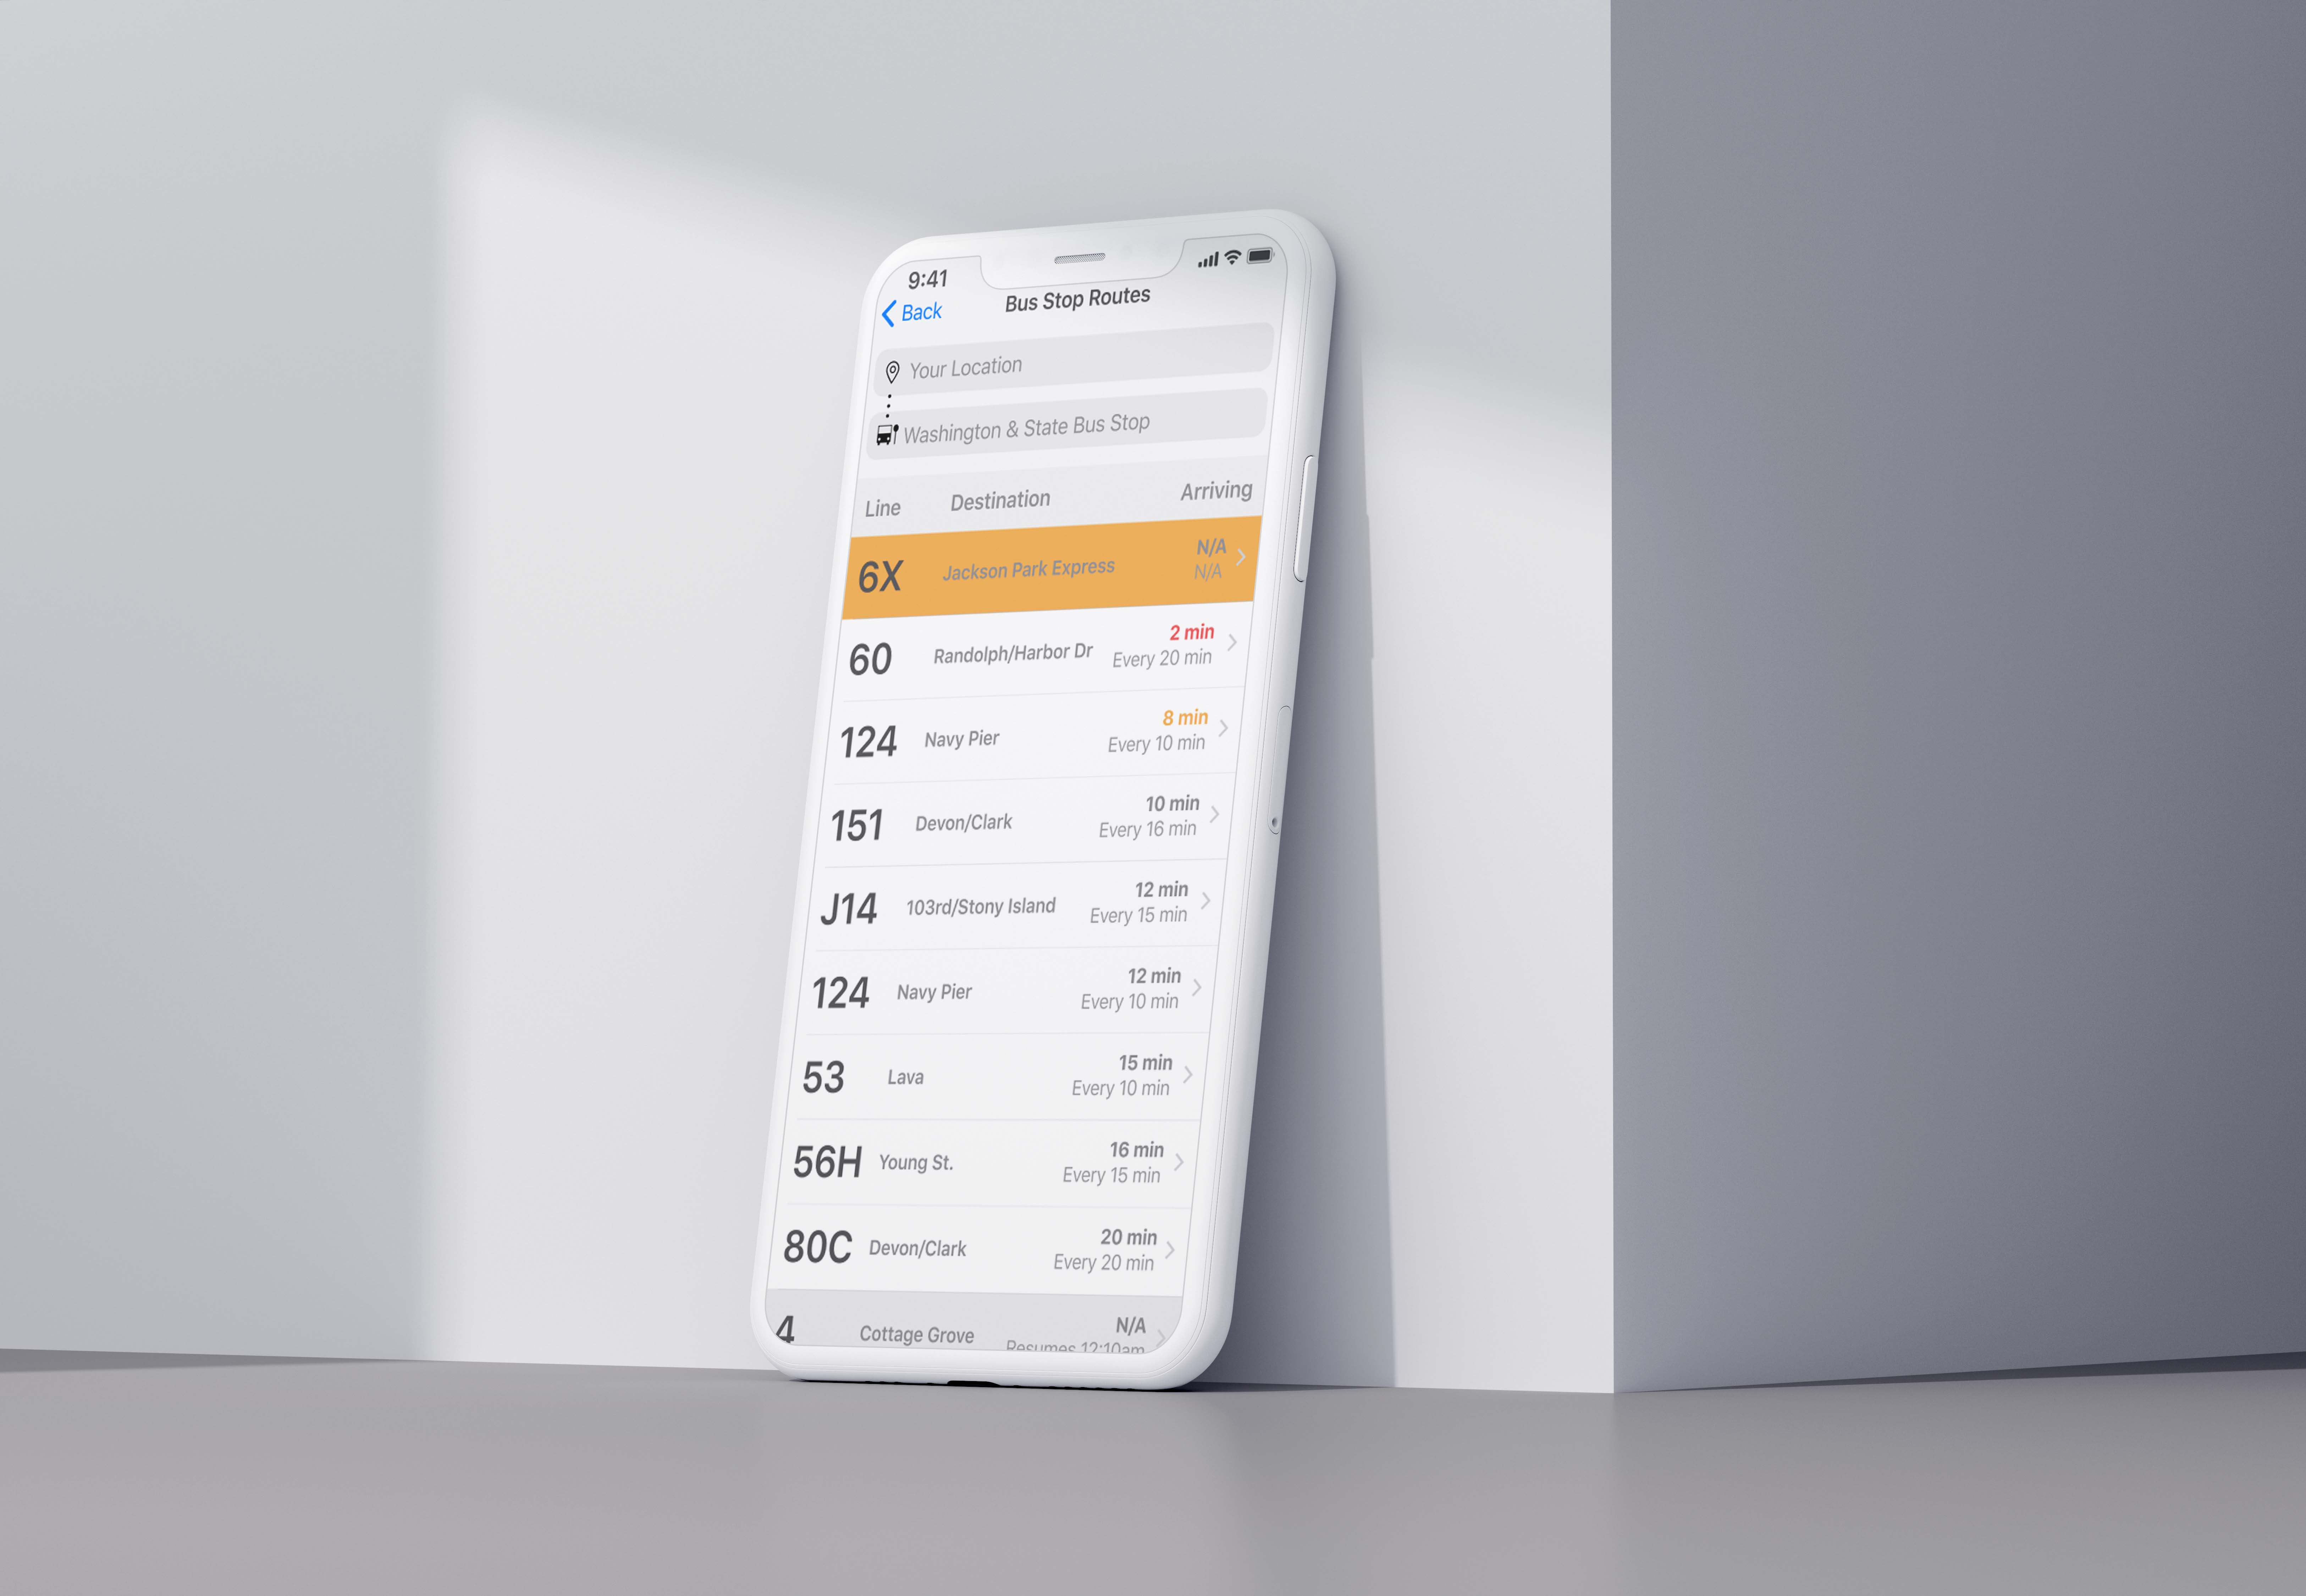 9:41
Back
Bus Stop Routes
Your Location
Washington & State Bus Stop
Line Destination Arriving
6X Jackson Park Express N/A
N/A
60 Randolph/Harbor Dr 2 min
Every 20 min
124 Navy Pier 8 min
Every 10 min
151 Devon/Clark 10 min
Every 16 min
J14 103rd/Stony Island 12 min
Every 15 min
124 Navy Pier 12 min
Every 10 min
53 Lava 15 min
Every 10 min
56H Young St. 16 min
Every 15 min
80C Devon/Clark 20 min
Every 20 min
4 Cottage Grove N/A
Resumes 12:10am